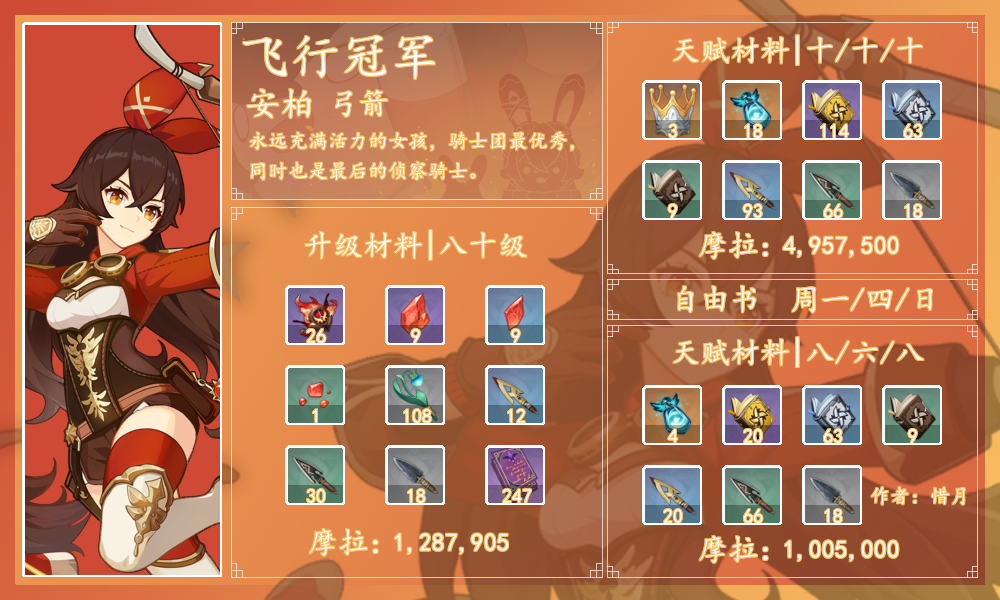 飞行冠军
安柏 弓箭
永远充满活力的女孩，骑士团最优秀，
同时也是最后的侦察骑士。
升级材料|八十级
26 9 9
1 108 12
30 18 247
摩拉：1,287,905
天赋材料|十/十/十
3 18 114 63
9 93 66 18
摩拉：4,957,500
自由书 周一/四/日
天赋材料|八/六/八
4 20 63 9
20 66 18
作者：惜月
摩拉：1,005,000